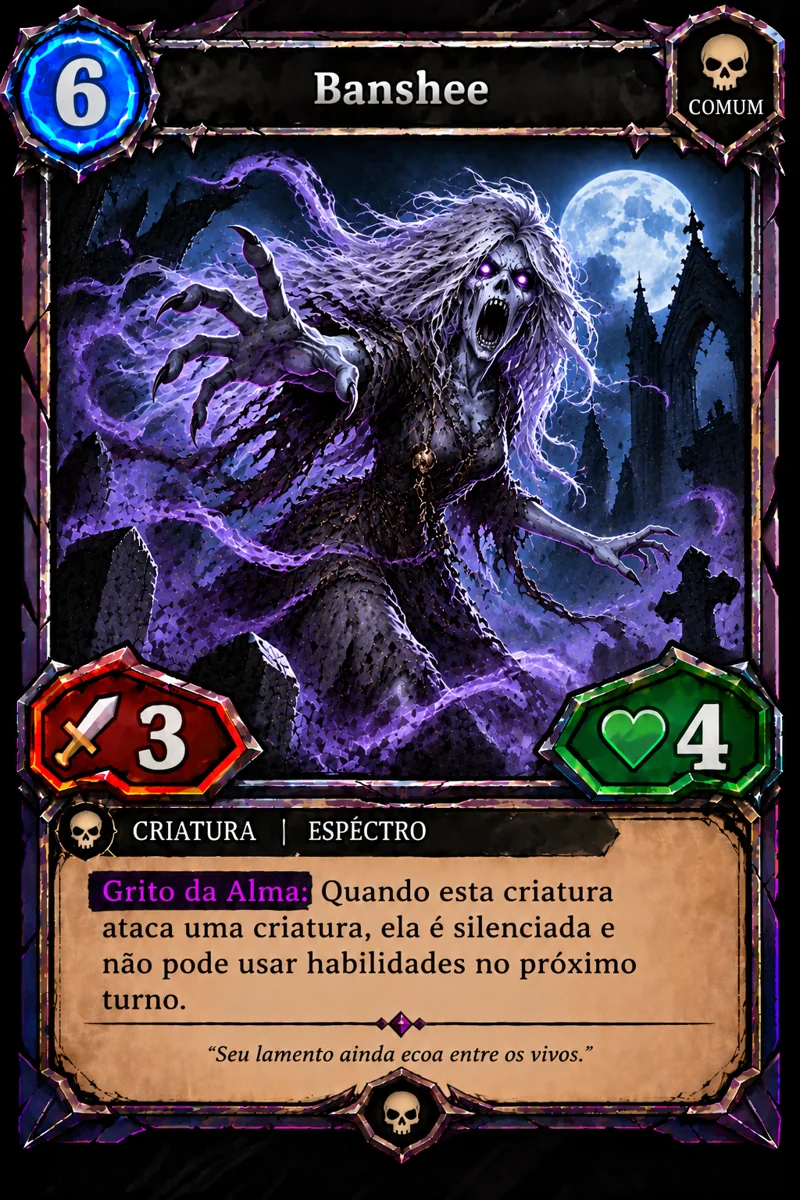 6
Banshee
COMUM
3
4
CRIATURA | ESPÉCTRO
Grito da Alma: Quando esta criatura
ataca uma criatura, ela é silenciada e
não pode usar habilidades no próximo
turno.
“Seu lamento ainda ecoa entre os vivos.”